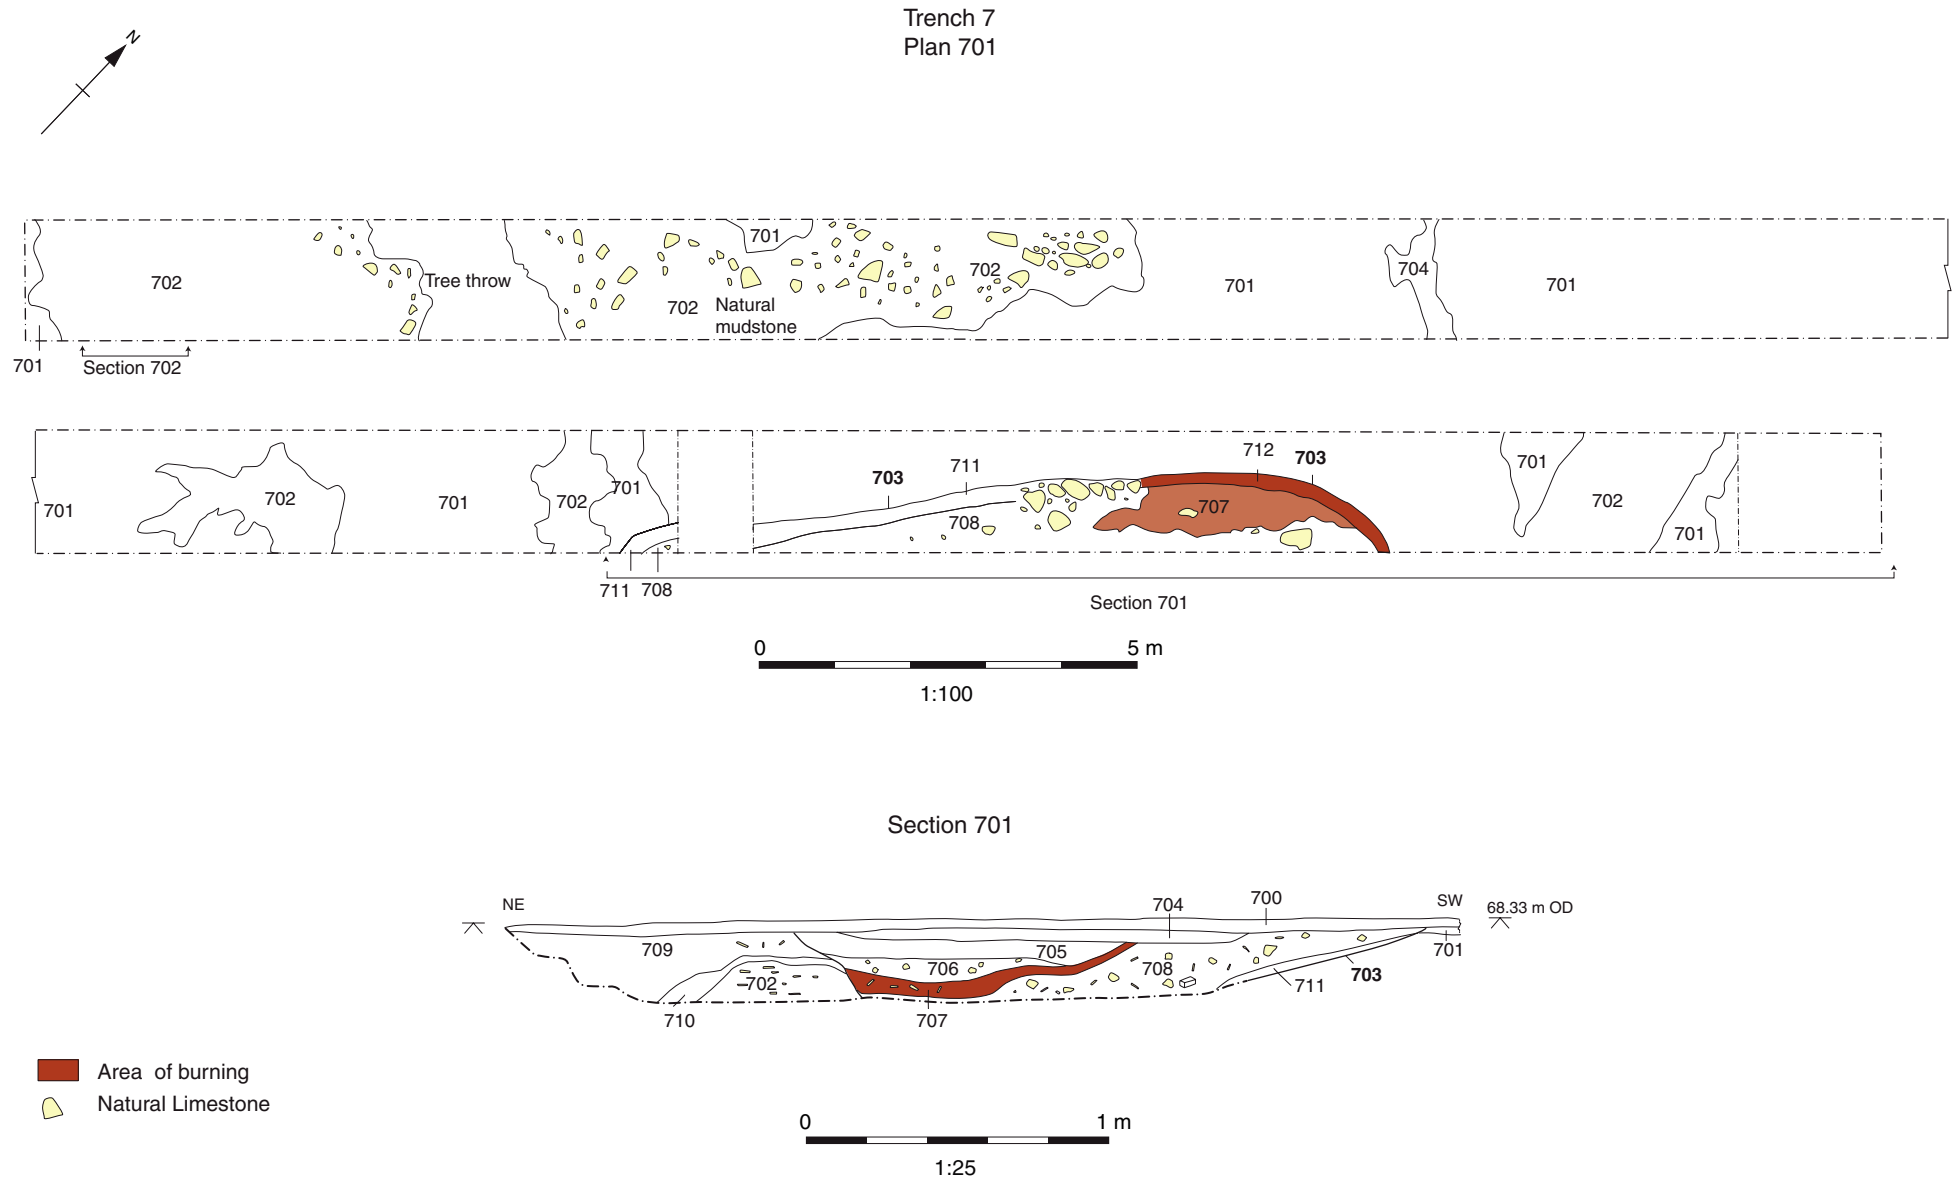 Trench 7
Plan 701
N
701
702
Tree throw
702
702
Natural
mudstone
701
704
701
701
Section 702
701
702
701
702
701
703
711
708
712
703
707
701
702
701
711
708
Section 701
0
5 m
1:100
Section 701
NE
704
700
SW
68.33 m OD
709
705
701
706
708
703
702
711
710
707
Area of burning
Natural Limestone
0
1 m
1:25